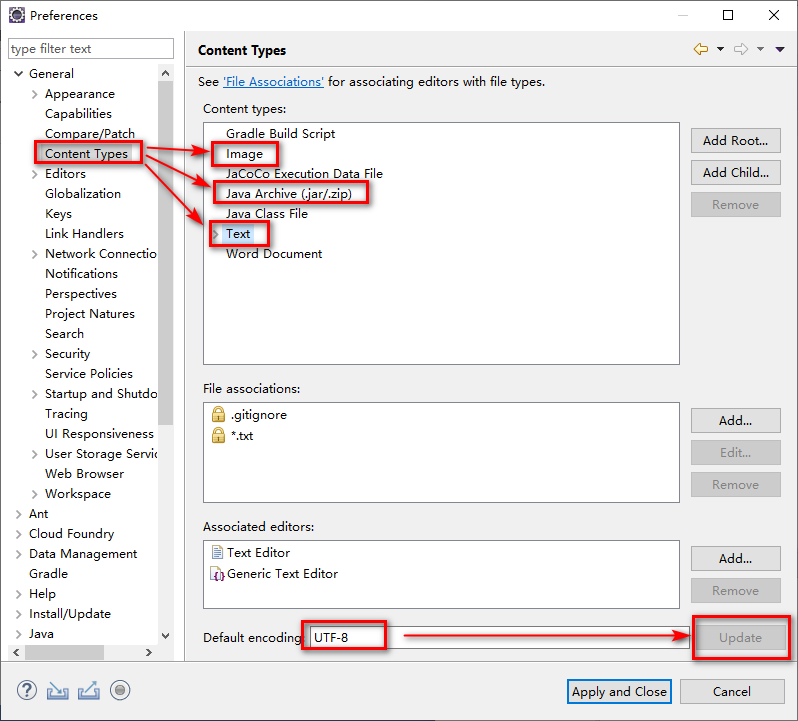 Preferences
type filter text
General
Appearance
Capabilities
Compare/Patch
Content Types
Editors
Globalization
Keys
Link Handlers
Network Connectio
Notifications
Perspectives
Project Natures
Search
Security
Service Policies
Startup and Shutdo
Tracing
UI Responsiveness
User Storage Servic
Web Browser
Workspace
Ant
Cloud Foundry
Data Management
Gradle
Help
Install/Update
Java
Content Types
See 'File Associations' for associating editors with file types.
Content types:
Gradle Build Script
Image
JaCoCo Execution Data File
Java Archive (.jar/.zip)
Java Class File
Text
Word Document
Add Root...
Add Child...
Remove
File associations:
.gitignore
*.txt
Add...
Edit...
Remove
Associated editors:
Text Editor
Generic Text Editor
Add...
Remove
Default encoding: UTF-8
Update
Apply and Close
Cancel